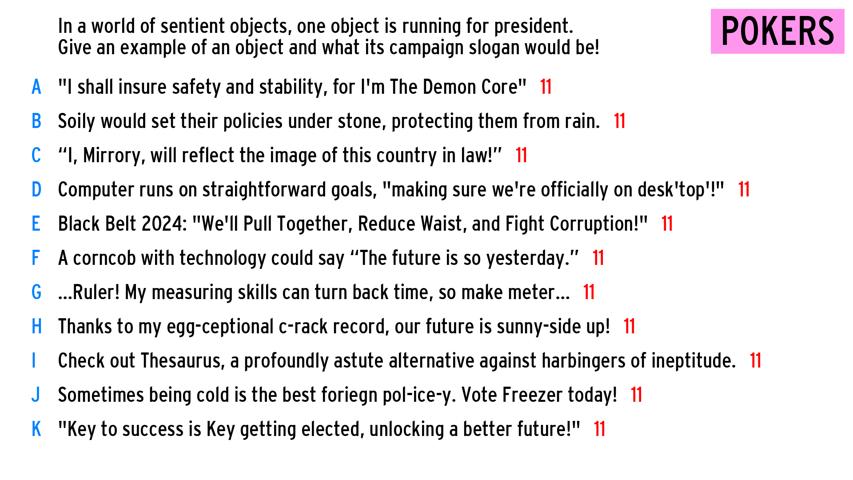 In a world of sentient objects, one object is running for president.
Give an example of an object and what its campaign slogan would be!
POKERS
A "I shall insure safety and stability, for I'm The Demon Core" 11
B Soily would set their policies under stone, protecting them from rain. 11
C “I, Mirrory, will reflect the image of this country in law!” 11
D Computer runs on straightforward goals, "making sure we're officially on desk'top'!" 11
E Black Belt 2024: "We'll Pull Together, Reduce Waist, and Fight Corruption!" 11
F A corncob with technology could say “The future is so yesterday.” 11
G ...Ruler! My measuring skills can turn back time, so make meter... 11
H Thanks to my egg-ceptional c-rack record, our future is sunny-side up! 11
I Check out Thesaurus, a profoundly astute alternative against harbingers of ineptitude. 11
J Sometimes being cold is the best foriegn pol-ice-y. Vote Freezer today! 11
K "Key to success is Key getting elected, unlocking a better future!" 11